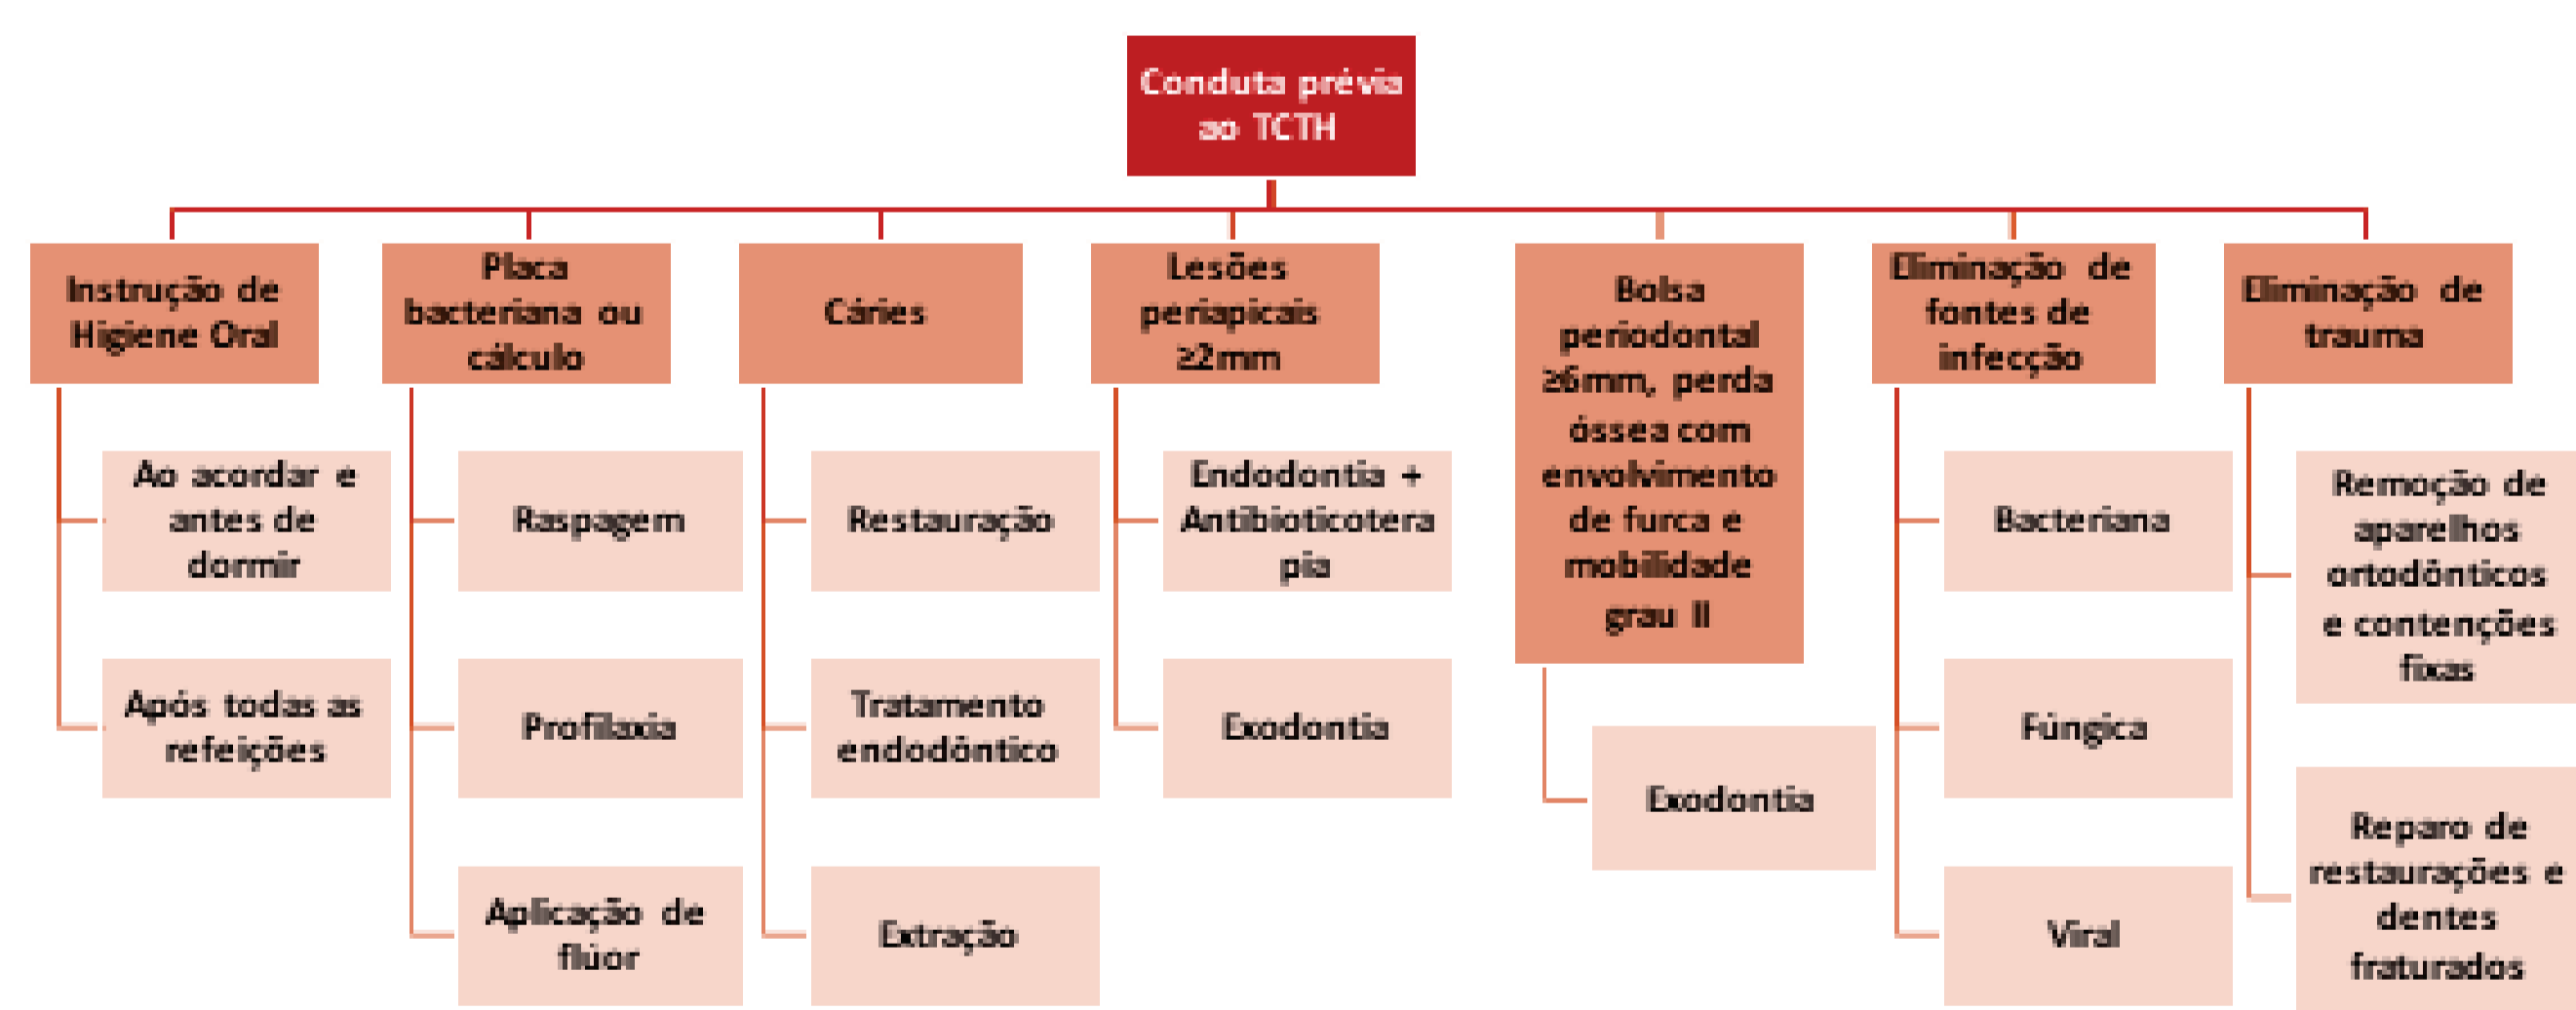 Conduta prévia
ao TCTH
Instrução de
Higiene Oral
Ao acordar e
antes de
dormir
Após todas as
refeições
Placa
bacteriana ou
cálculo
Raspagem
Profilaxia
Aplicação de
flúor
Cáries
Restauração
Tratamento
endodôntico
Extração
Lesões
periapicais
≥2mm
Endodontia +
Antibioticotera
pia
Exodontia
Bolsa
periodontal
≥6mm, perda
óssea com
envolvimento
de furca e
mobilidade
grau II
Exodontia
Eliminação de
fontes de
infecção
Bacteriana
Fúngica
Viral
Eliminação de
trauma
Remoção de
aparelhos
ortodônticos
e contenções
fixas
Reparo de
restaurações e
dentes
fraturados